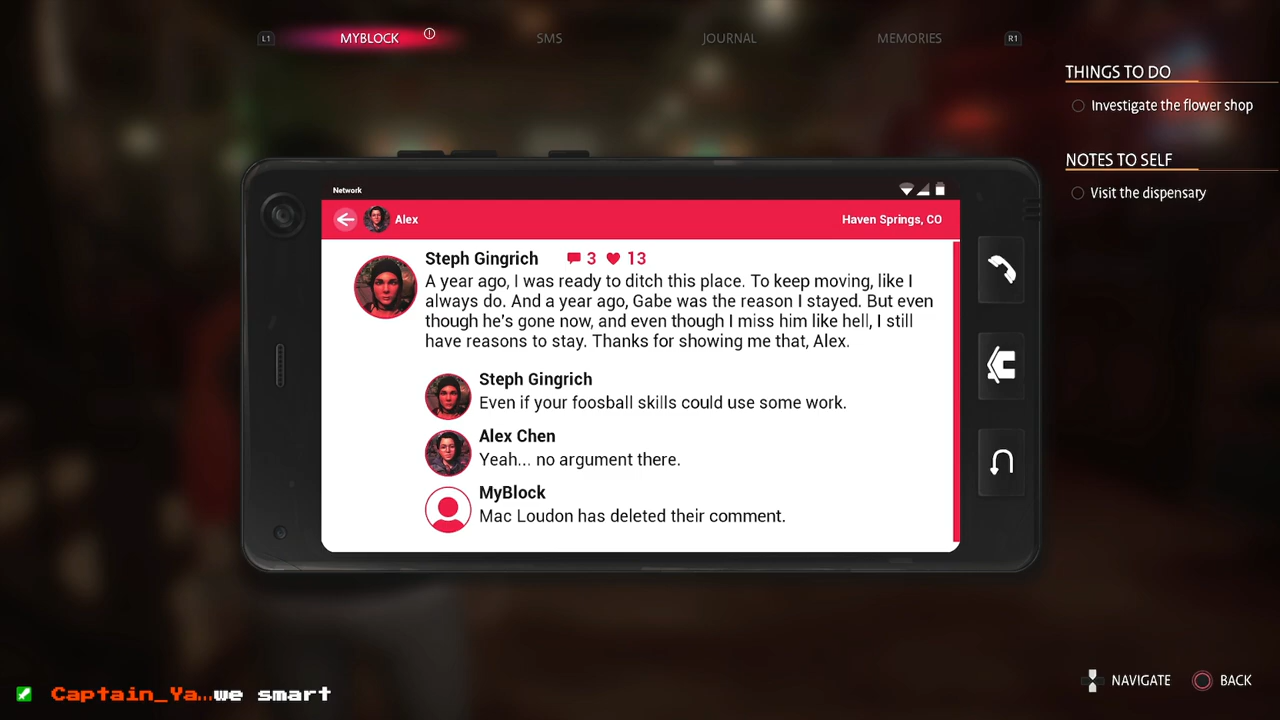 L1
MYBLOCK
SMS
JOURNAL
MEMORIES
R1
THINGS TO DO
Investigate the flower shop
NOTES TO SELF
Visit the dispensary
Network
Alex
Haven Springs, CO
Steph Gingrich 3 13
A year ago, I was ready to ditch this place. To keep moving, like I
always do. And a year ago, Gabe was the reason I stayed. But even
though he's gone now, and even though I miss him like hell, I still
have reasons to stay. Thanks for showing me that, Alex.
Steph Gingrich
Even if your foosball skills could use some work.
Alex Chen
Yeah... no argument there.
MyBlock
Mac Loudon has deleted their comment.
NAVIGATE
BACK
Captain_Ya...we smart